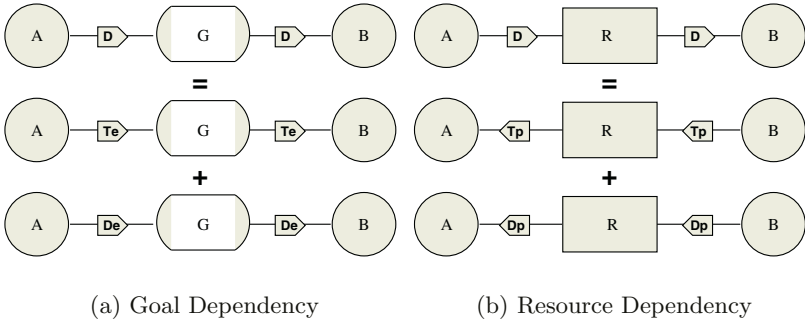 A D G D B
=
A Te G Te B
+
A De G De B
(a) Goal Dependency
A D R D B
=
A Tp R Tp B
+
A Dp R Dp B
(b) Resource Dependency